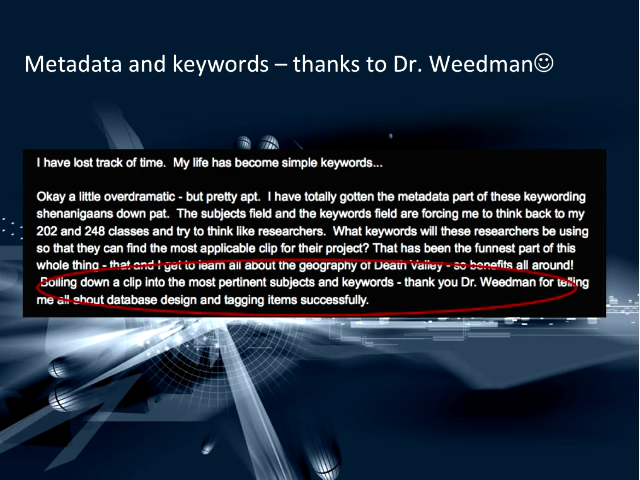 Metadata and keywords – thanks to Dr. Weedman☺
I have lost track of time.  My life has become simple keywords...
Okay a little overdramatic - but pretty apt.  I have totally gotten the metadata part of these keywording
shenanigaans down pat.  The subjects field and the keywords field are forcing me to think back to my
202 and 248 classes and try to think like researchers.  What keywords will these researchers be using
so that they can find the most applicable clip for their project? That has been the funnest part of this
whole thing - that and I get to learn all about the geography of Death Valley - so benefits all around!
Boiling down a clip into the most pertinent subjects and keywords - thank you Dr. Weedman for telling
me all about database design and tagging items successfully.